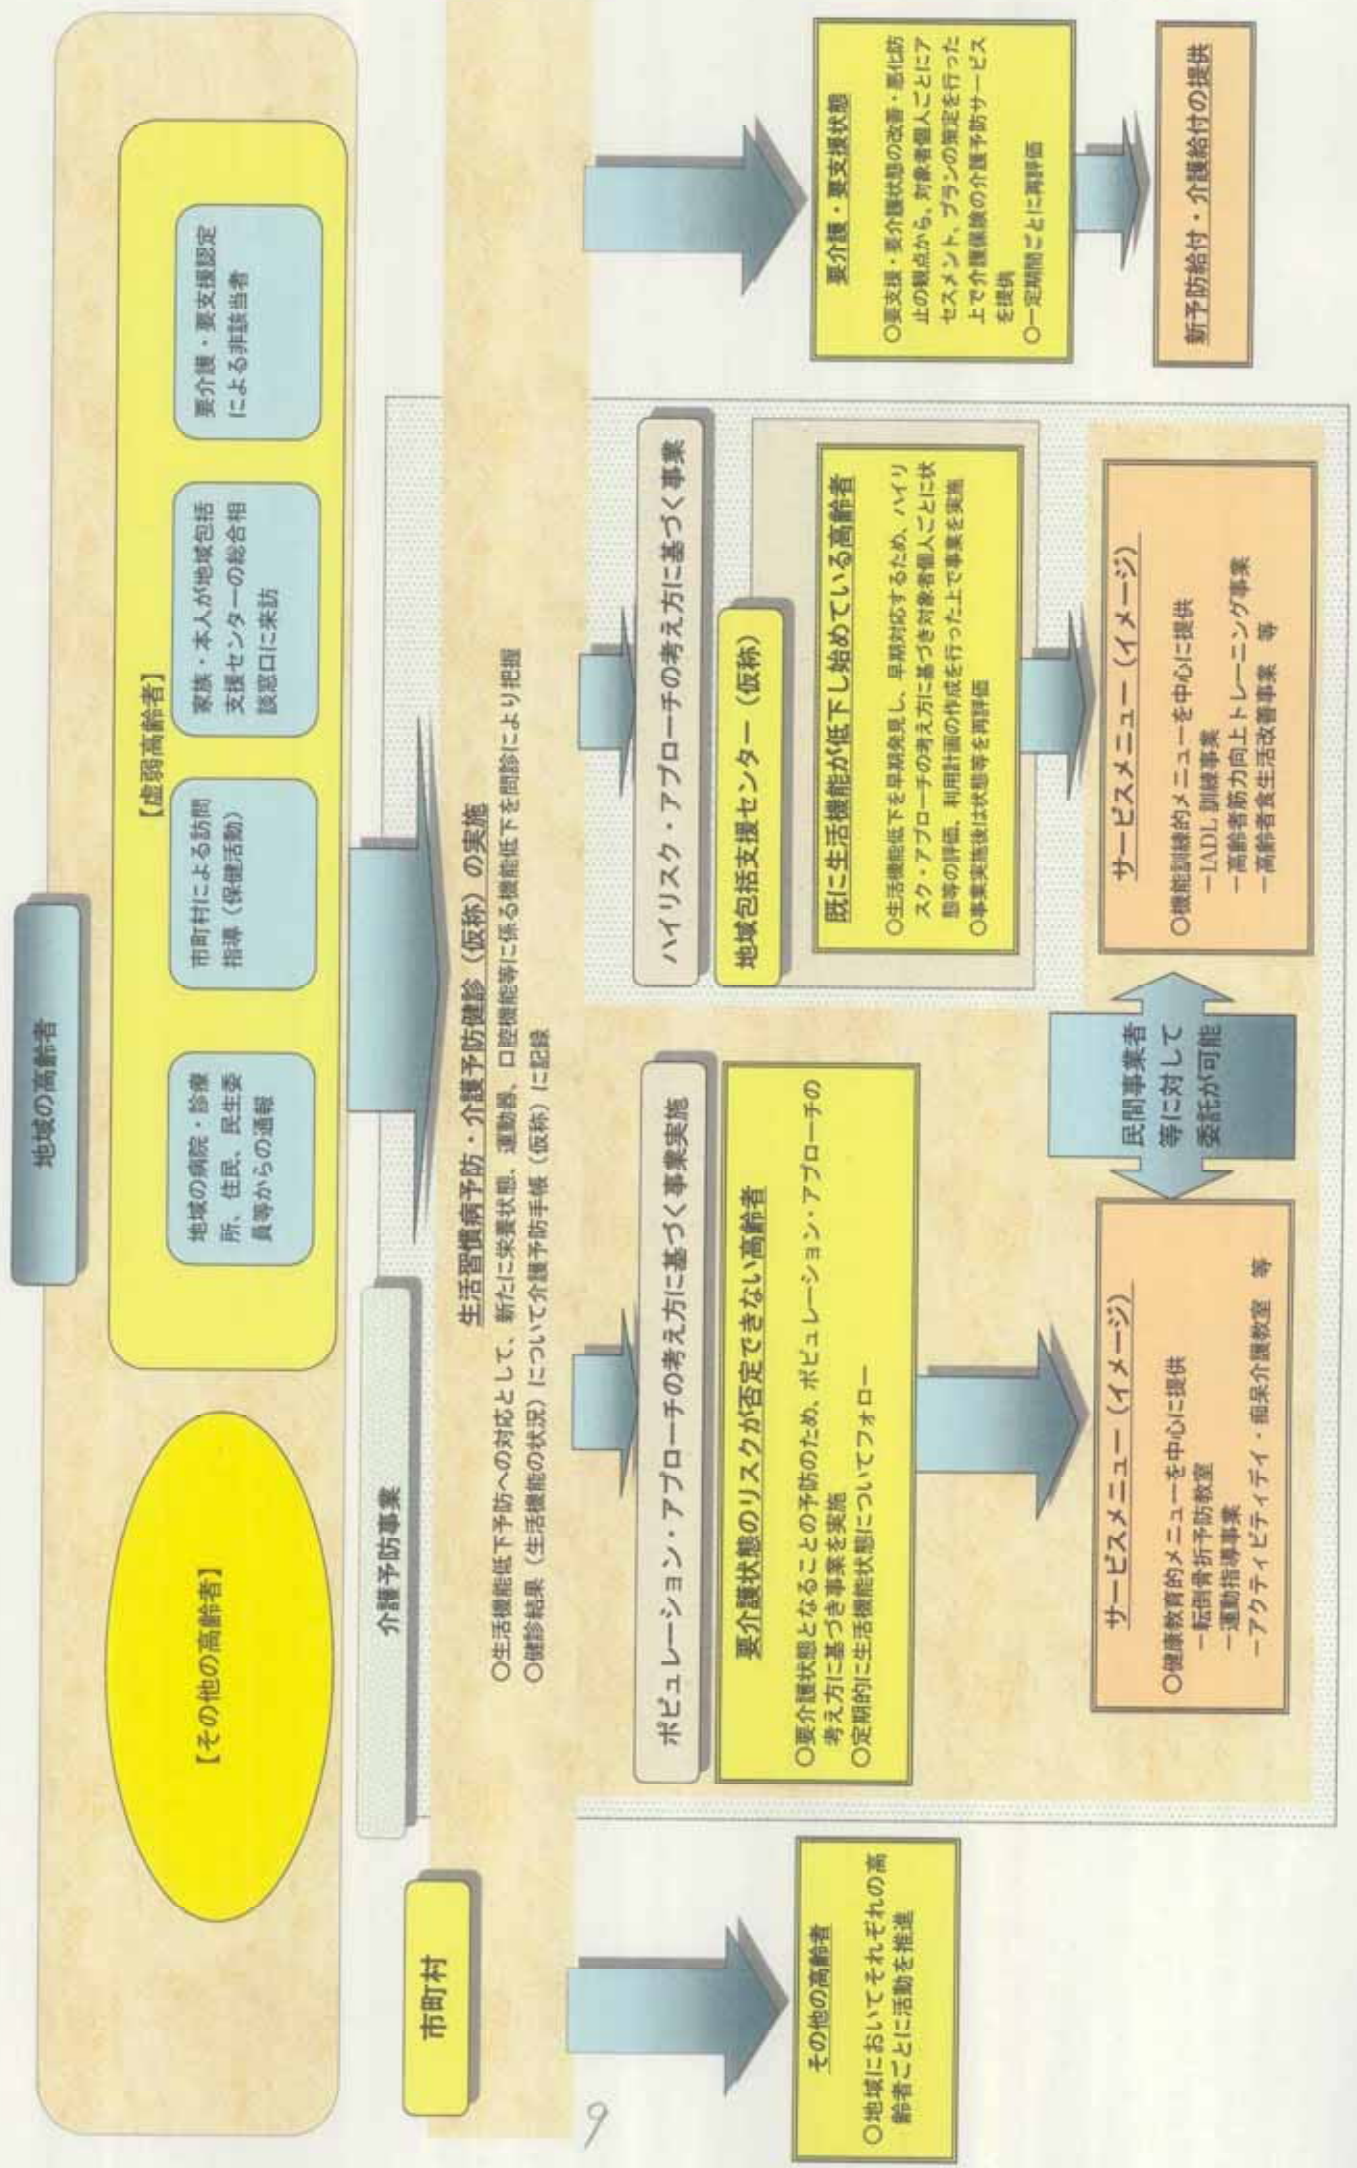 地域の高齢者
【その他の高齢者】
【虚弱高齢者】
地域の病院・診療
所、住民、民生委
員等からの通報
市町村による訪問
指導（保健活動）
家族・本人が地域包括
支援センターの総合相
談窓口に来訪
要介護・要支援認定
による非該当者
介護予防事業
市町村
生活習慣病予防・介護予防健診（仮称）の実施
○生活機能低下予防への対応として、新たに栄養状態、運動器、口腔機能等に係る機能低下を問診により把握
○健診結果（生活機能の状況）について介護予防手帳（仮称）に記録
その他の高齢者
○地域においてそれぞれの高
齢者ごとに活動を推進
ポピュレーション・アプローチの考え方に基づく事業実施
要介護状態のリスクが否定できない高齢者
○要介護状態となることの予防のため、ポピュレーション・アプローチの
考え方に基づき事業を実施
○定期的に生活機能状態についてフォロー
サービスメニュー（イメージ）
○健康教育的メニューを中心に提供
－転倒骨折予防教室
－運動指導事業
－アクティビティデイ・痴呆介護教室 等
民間事業者
等に対して
委託が可能
ハイリスク・アプローチの考え方に基づく事業
地域包括支援センター（仮称）
既に生活機能が低下し始めている高齢者
○生活機能低下を早期発見し、早期対応するため、ハイリ
スク・アプローチの考え方に基づき対象者個人ごとに状
態等の評価、利用計画の作成を行った上で事業を実施
○事業実施後は状態等を再評価
サービスメニュー（イメージ）
○機能訓練的メニューを中心に提供
－IADL 訓練事業
－高齢者筋力向上トレーニング事業
－高齢者食生活改善事業 等
要介護・要支援状態
○要支援・要介護状態の改善・悪化防
止の観点から、対象者個人ごとにア
セスメント、プランの策定を行った
上で介護保険の介護予防サービス
を提供
○一定期間ごとに再評価
新予防給付・介護給付の提供
9